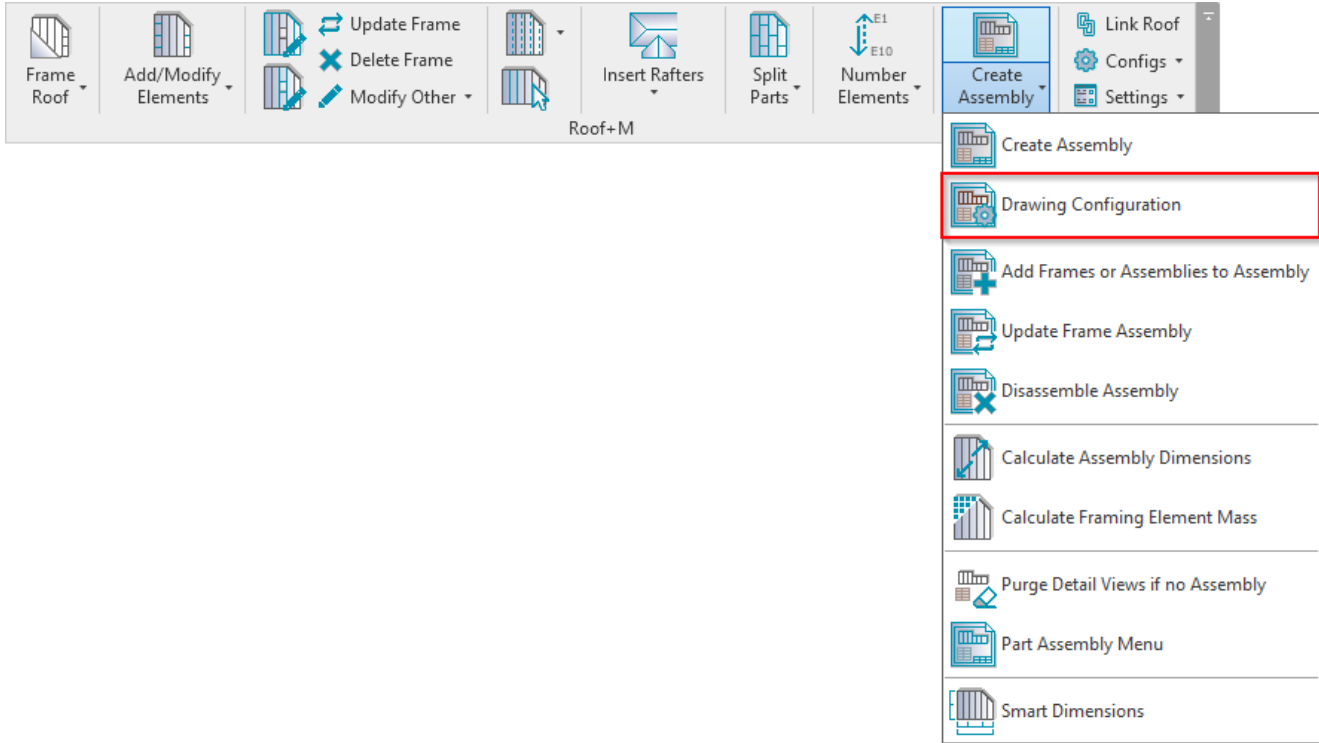 Frame
Roof
Add/Modify
Elements
Update Frame
Delete Frame
Modify Other
Insert Rafters
Split
Parts
E1
E10
Number
Elements
Create
Assembly
Link Roof
Configs
Settings
Roof+M
Create Assembly
Drawing Configuration
Add Frames or Assemblies to Assembly
Update Frame Assembly
Disassemble Assembly
Calculate Assembly Dimensions
Calculate Framing Element Mass
Purge Detail Views if no Assembly
Part Assembly Menu
Smart Dimensions